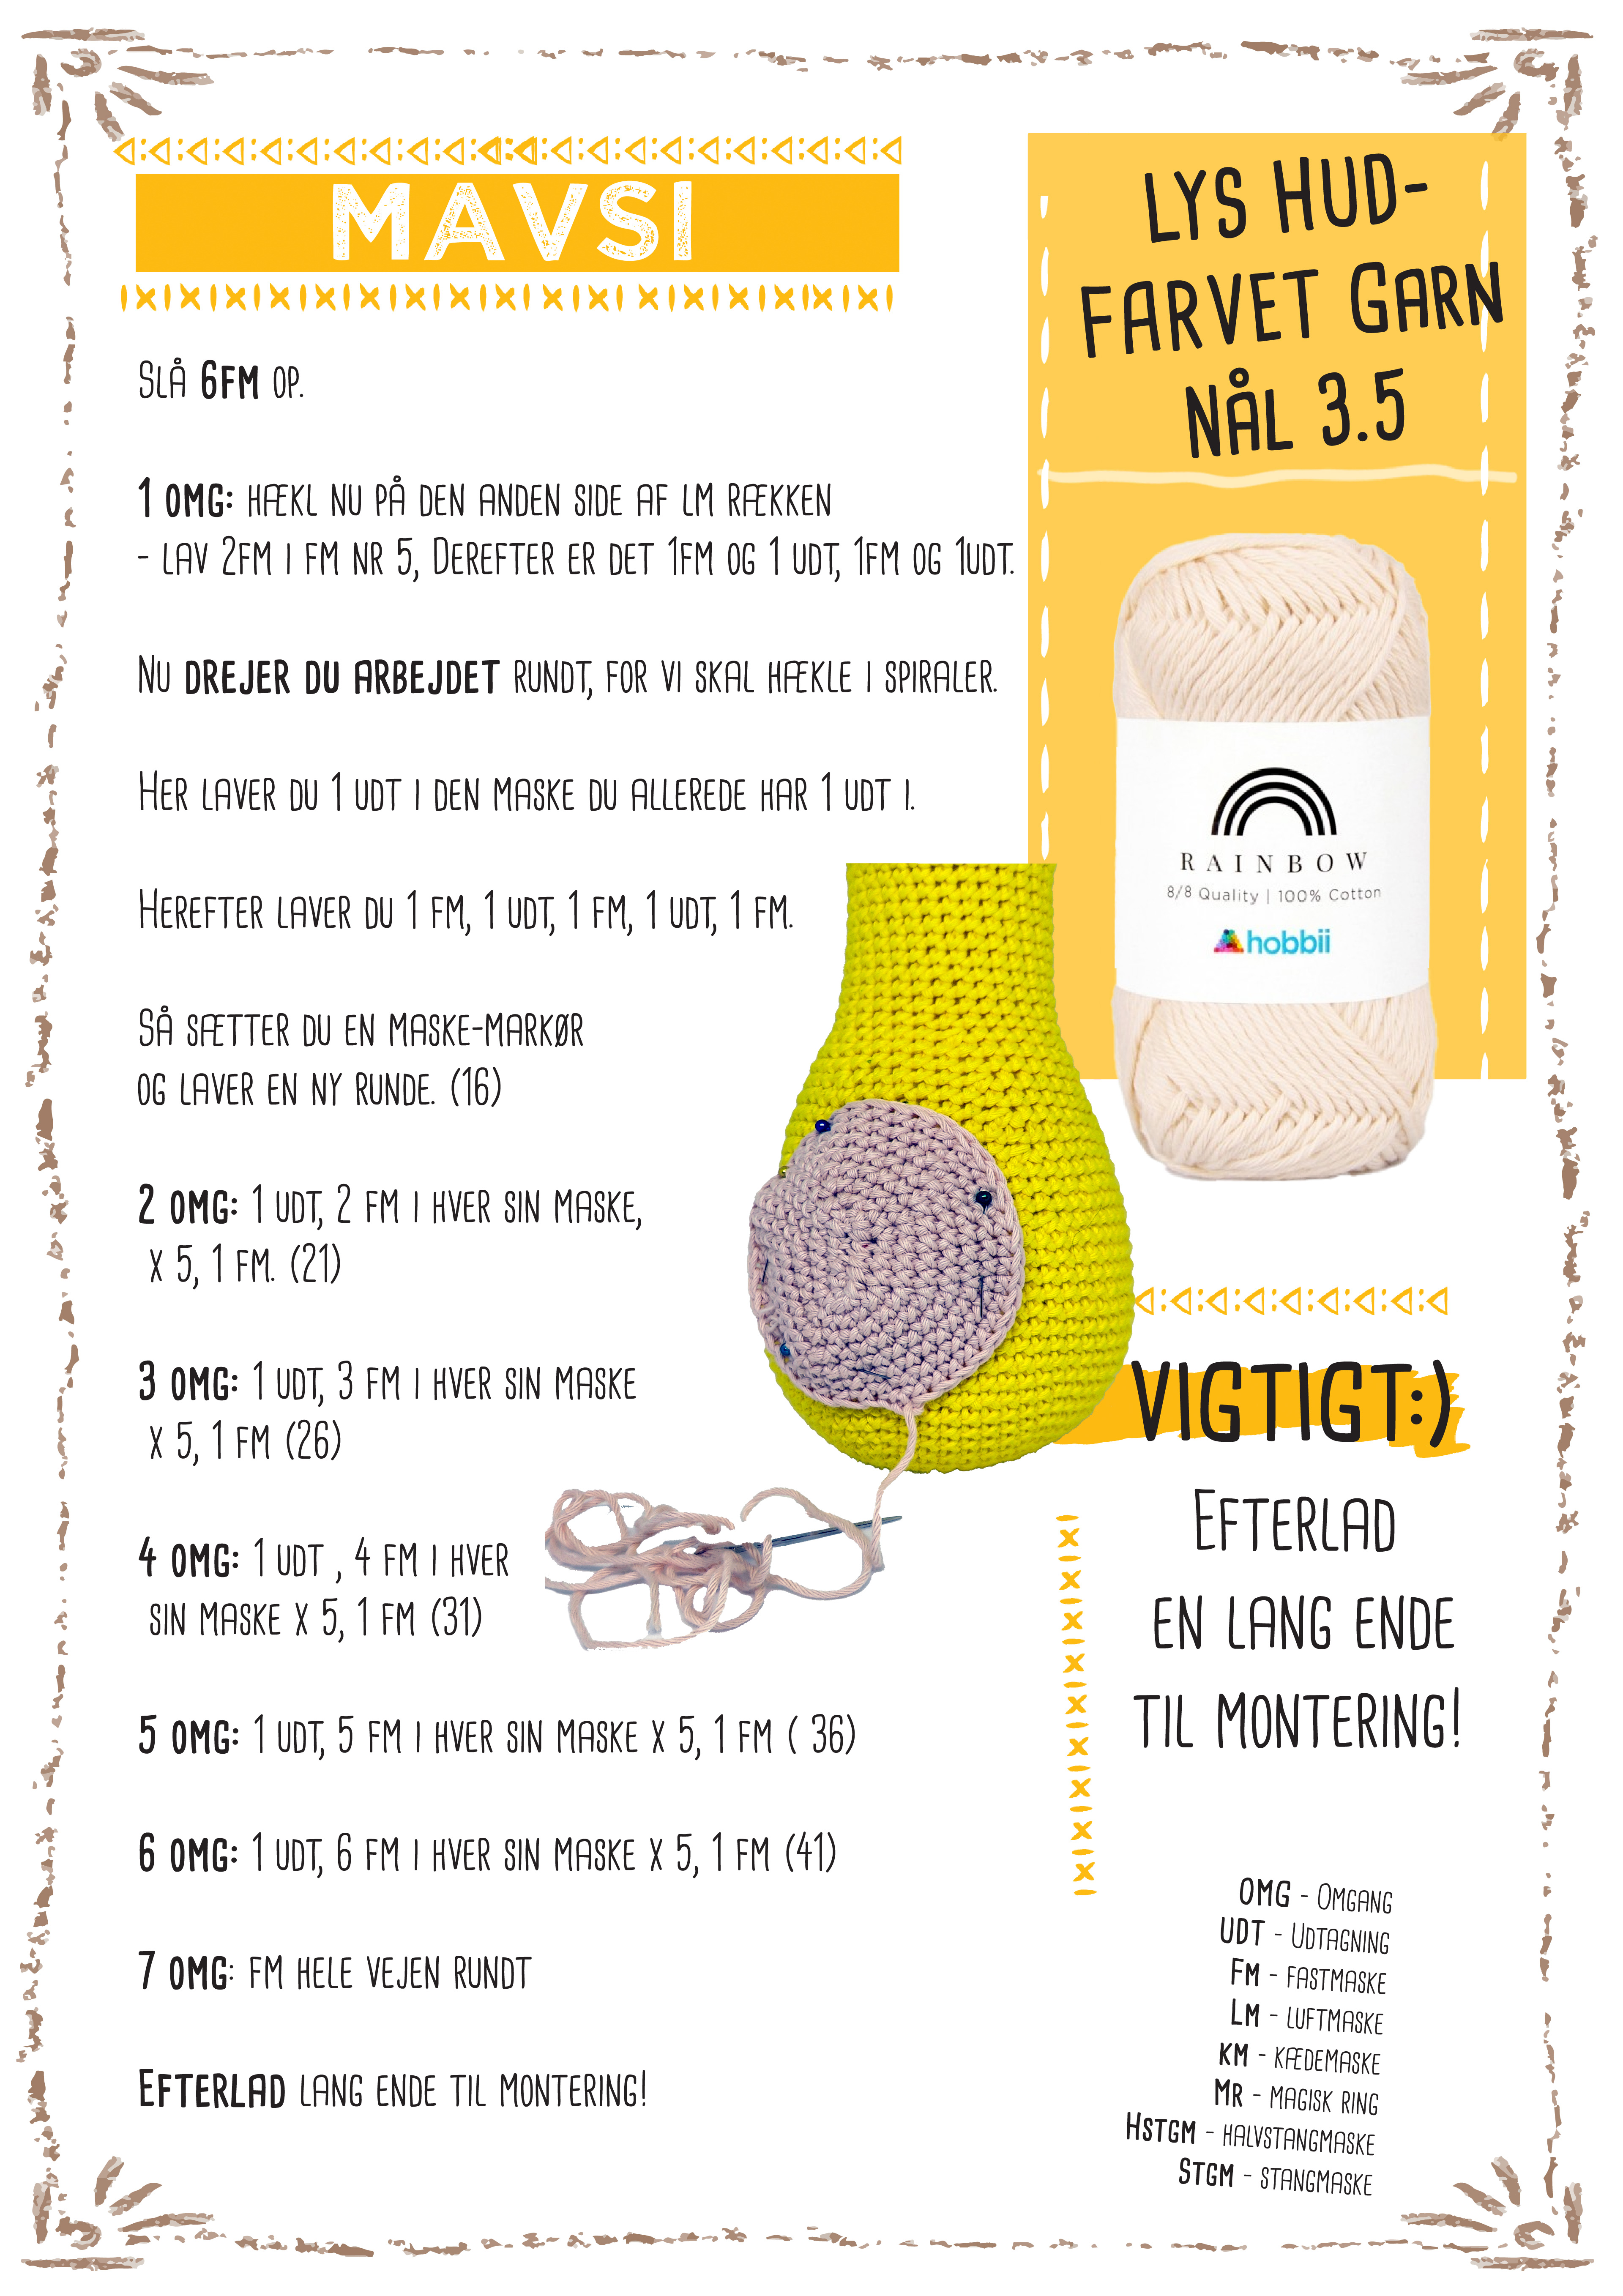 MAVSI
Slå 6FM op.
1 omg: hækl nu på den anden side af lm rækken
- lav 2fm i fm nr 5, Derefter er det 1fm og 1 udt, 1fm og 1udt.
Nu drejer du arbejdet rundt, for vi skal hækle i spiraler.
Her laver du 1 udt i den maske du allerede har 1 udt i.
Herefter laver du 1 fm, 1 udt, 1 fm, 1 udt, 1 fm.
Så sætter du en maske-markør
og laver en ny runde. (16)
2 omg: 1 udt, 2 fm i hver sin maske,
x 5, 1 fm. (21)
3 omg: 1 udt, 3 fm i hver sin maske
x 5, 1 fm (26)
4 omg: 1 udt , 4 fm i hver
sin maske x 5, 1 fm (31)
5 omg: 1 udt, 5 fm i hver sin maske x 5, 1 fm ( 36)
6 omg: 1 udt, 6 fm i hver sin maske x 5, 1 fm (41)
7 omg: fm hele vejen rundt
Efterlad lang ende til montering!
lys hud-
farvet Garn
Nål 3.5
RAINBOW
8/8 Quality | 100% Cotton
hobbii
VIGTIGT:)
Efterlad
en lang ende
til montering!
OMG - Omgang
UDT - Udtagning
Fm - fastmaske
Lm - luftmaske
km - kædemaske
Mr - magisk ring
Hstgm - halvstangmaske
Stgm - stangmaske